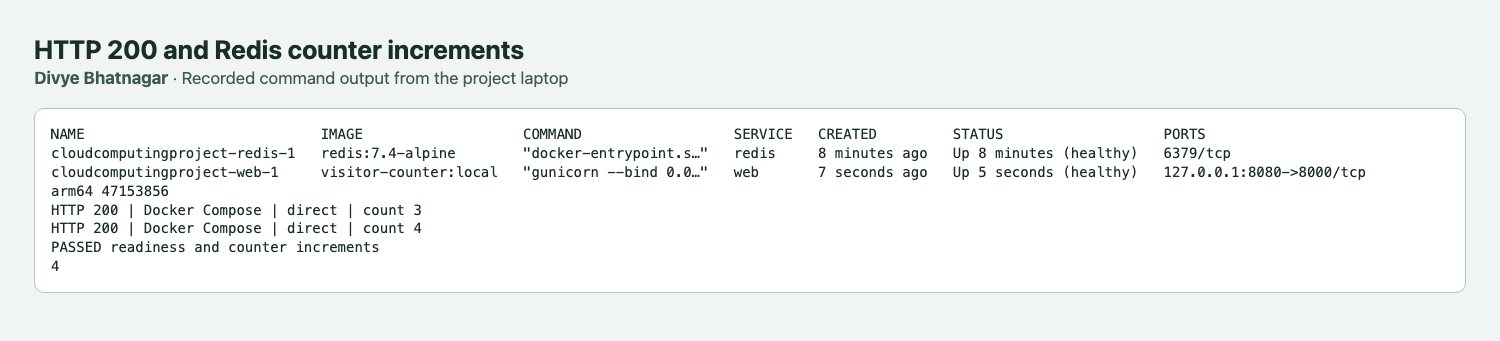 HTTP 200 and Redis counter increments
Divye Bhatnagar · Recorded command output from the project laptop
NAME IMAGE COMMAND SERVICE CREATED STATUS PORTS
cloudcomputingproject-redis-1 redis:7.4-alpine "docker-entrypoint.s…" redis 8 minutes ago Up 8 minutes (healthy) 6379/tcp
cloudcomputingproject-web-1 visitor-counter:local "gunicorn --bind 0.0…" web 7 seconds ago Up 5 seconds (healthy) 127.0.0.1:8080->8000/tcp
arm64 47153856
HTTP 200 | Docker Compose | direct | count 3
HTTP 200 | Docker Compose | direct | count 4
PASSED readiness and counter increments
4